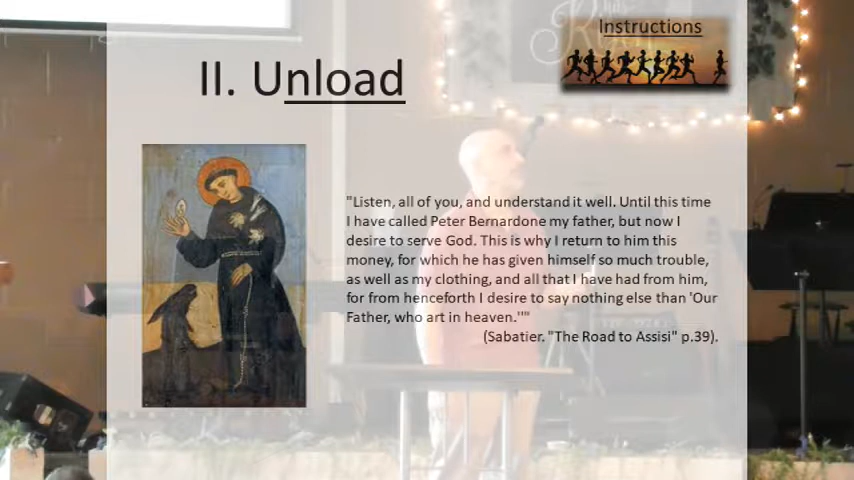 Instructions
II. Unload
"Listen, all of you, and understand it well. Until this time
I have called Peter Bernardone my father, but now I
desire to serve God. This is why I return to him this
money, for which he has given himself so much trouble,
as well as my clothing, and all that I have had from him,
for from henceforth I desire to say nothing else than 'Our
Father, who art in heaven.'"
(Sabatier. "The Road to Assisi" p.39).